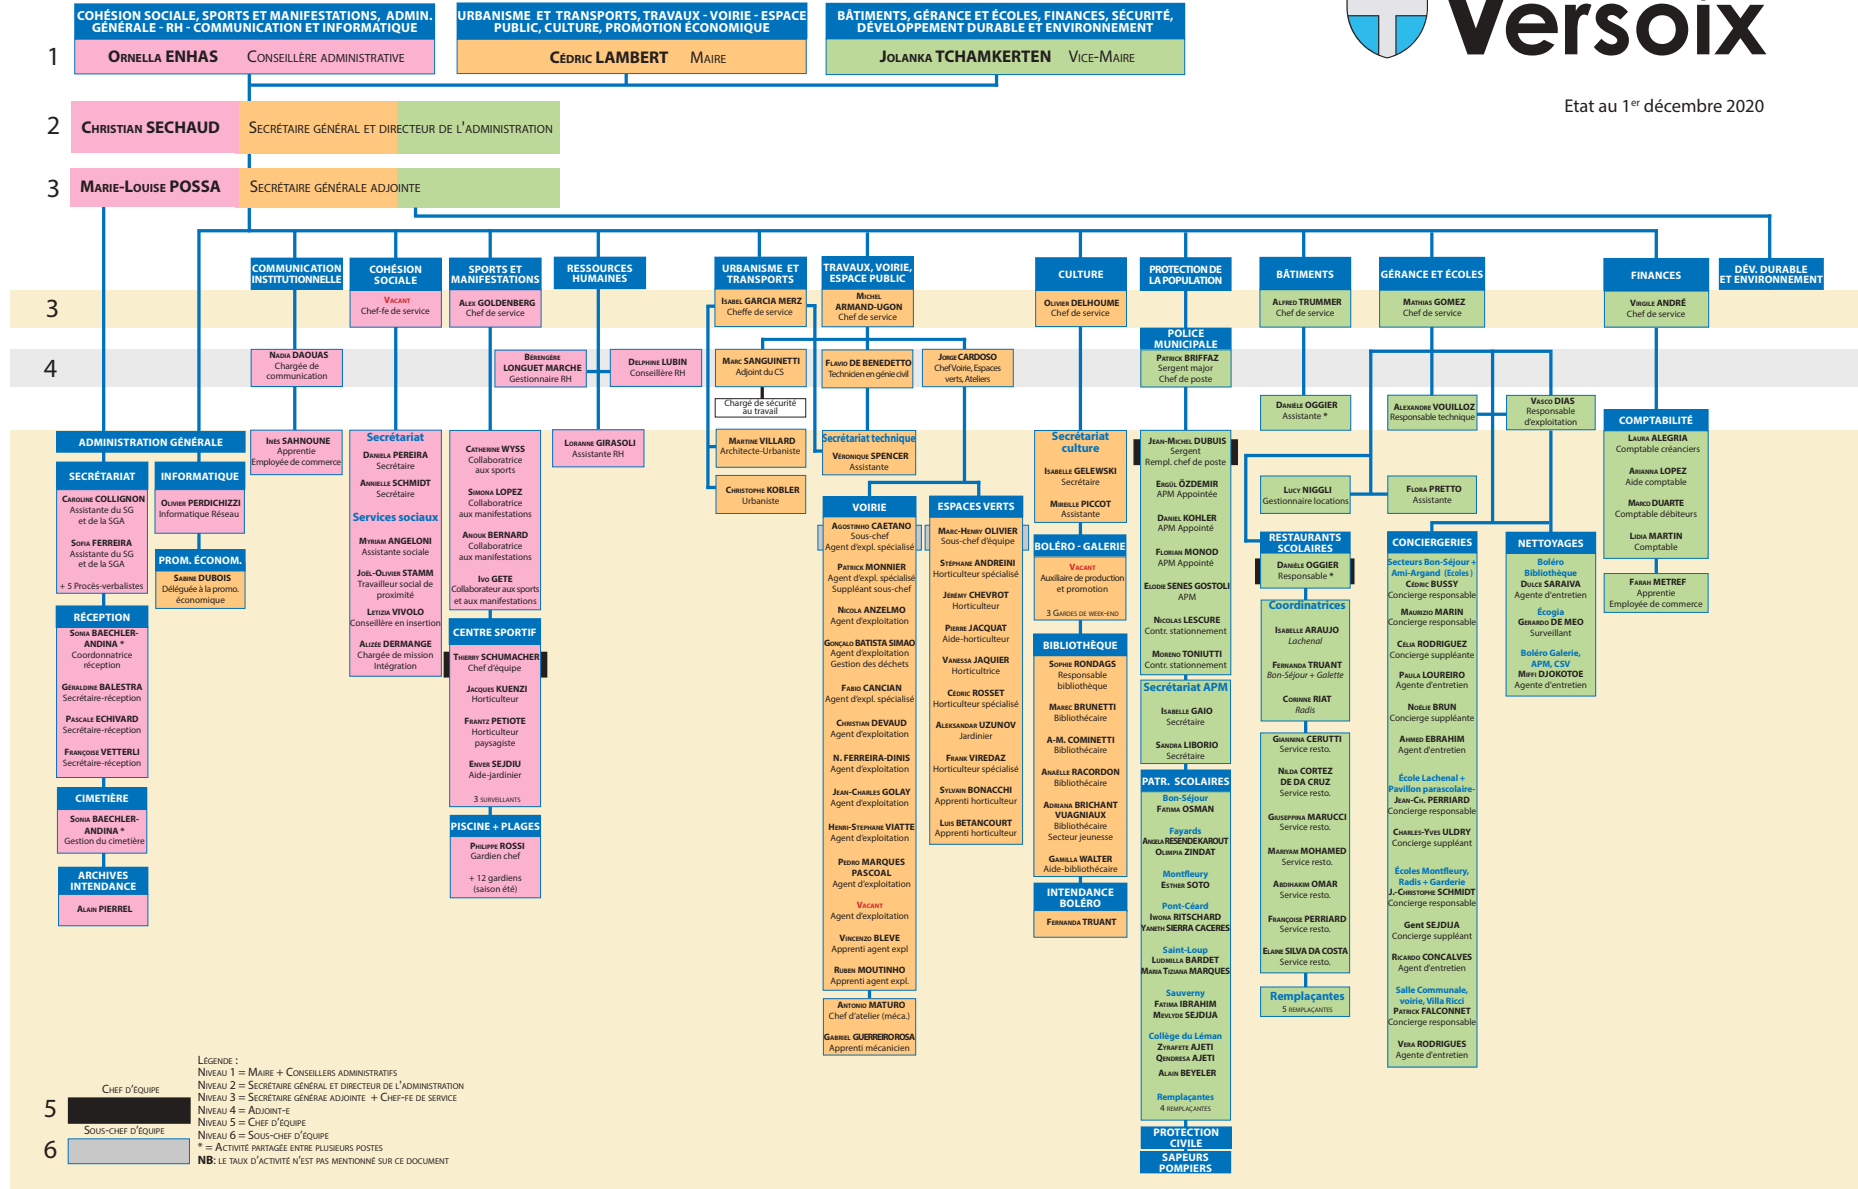 COHÉSION SOCIALE, SPORTS ET MANIFESTATIONS, ADMIN.
GÉNÉRALE - RH - COMMUNICATION ET INFORMATIQUE
ORNELLA ENHAS CONSEILLÈRE ADMINISTRATIVE
URBANISME ET TRANSPORTS, TRAVAUX - VOIRIE - ESPACE
PUBLIC, CULTURE, PROMOTION ÉCONOMIQUE
CÉDRIC LAMBERT MAIRE
BÂTIMENTS, GÉRANCE ET ÉCOLES, FINANCES, SÉCURITÉ,
DÉVELOPPEMENT DURABLE ET ENVIRONNEMENT
JOLANKA TCHAMKERTEN VICE-MAIRE
Versoix
Etat au 1er décembre 2020
1
2
CHRISTIAN SECHAUD SECRÉTAIRE GÉNÉRAL ET DIRECTEUR DE L'ADMINISTRATION
3
MARIE-LOUISE POSSA SECRÉTAIRE GÉNÉRALE ADJOINTE
3
4
COMMUNICATION
INSTITUTIONNELLE
NADIA DAOUAS
Chargée de
communication
INÈS SAHNOUNE
Apprentie
Employée de commerce
COHÉSION
SOCIALE
VACANT
Chef-fe de service
Secrétariat
DANIELA PEREIRA
Secrétaire
ANNIELLE SCHMIDT
Secrétaire
Services sociaux
MYRIAM ANGELONI
Assistante sociale
JOËL-OLIVIER STAMM
Travailleur social de
proximité
LETIZIA VIVOLO
Conseillère en insertion
ALIZÉE DERMANGE
Chargée de mission
Intégration
SPORTS ET
MANIFESTATIONS
ALEX GOLDENBERG
Chef de service
CATHERINE WYSS
Collaboratrice
aux sports
SIMONA LOPEZ
Collaboratrice
aux manifestations
ANOUK BERNARD
Collaboratrice
aux manifestations
IVO GETE
Collaborateur aux sports
et aux manifestations
CENTRE SPORTIF
THIERRY SCHUMACHER
Chef d'équipe
JACQUES KUENZI
Horticulteur
FRANTZ PETIOTE
Horticulteur
paysagiste
ENVER SEJDIU
Aide-jardinier
3 SURVEILLANTS
PISCINE + PLAGES
PHILIPPE ROSSI
Gardien chef
+ 12 gardiens
(saison été)
RESSOURCES
HUMAINES
BÉRENGÈRE
LONGUET MARCHE
Gestionnaire RH
DELPHINE LUBIN
Conseillère RH
LORANNE GIRASOLI
Assistante RH
URBANISME ET
TRANSPORTS
ISABEL GARCIA MERZ
Cheffe de service
MARC SANGUINETTI
Adjoint du CS
Chargé de sécurité
au travail
MARTINE VILLARD
Architecte-Urbaniste
CHRISTOPHE KOBLER
Urbaniste
TRAVAUX, VOIRIE,
ESPACE PUBLIC
MICHEL
ARMAND-UGON
Chef de service
FLAVIO DE BENEDETTO
Technicien en génie civil
JORGE CARDOSO
Chef Voirie, Espaces
verts, Ateliers
Secrétariat technique
VÉRONIQUE SPENCER
Assistante
VOIRIE
AGOSTINHO CAETANO
Sous-chef
Agent d'expl. spécialisé
PATRICK MONNIER
Agent d'expl. spécialisé
Suppléant sous-chef
NICOLA ANZELMO
Agent d'exploitation
GONÇALO BATISTA SIMAO
Agent d'exploitation
Gestion des déchets
FABIO CANCIAN
Agent d'expl. spécialisé
CHRISTIAN DEVAUD
Agent d'exploitation
N. FERREIRA-DINIS
Agent d'exploitation
JEAN-CHARLES GOLAY
Agent d'exploitation
HENRI-STEPHANE VIATTE
Agent d'exploitation
PEDRO MARQUES
PASCOAL
Agent d'exploitation
VACANT
Agent d'exploitation
VINCENZO BLEVE
Apprenti agent expl
RUBEN MOUTINHO
Apprenti agent expl.
ANTONIO MATURO
Chef d'atelier (méca.)
GABRIEL GUERREIRO ROSA
Apprenti mécanicien
ESPACES VERTS
MARC-HENRY OLIVIER
Sous-chef d'équipe
STÉPHANE ANDREINI
Horticulteur spécialisé
JÉRÉMY CHEVROT
Horticulteur
PIERRE JACQUAT
Aide-horticulteur
VANESSA JAQUIER
Horticultrice
CÉDRIC ROSSET
Horticulteur spécialisé
ALEKSANDAR UZUNOV
Jardinier
FRANK VIREDAZ
Horticulteur spécialisé
SYLVAIN BONACCHI
Apprenti horticulteur
LUIS BETANCOURT
Apprenti horticulteur
CULTURE
OLIVIER DELHOUME
Chef de service
Secrétariat
culture
ISABELLE GELEWSKI
Secrétaire
MIREILLE PICCOT
Assistante
BOLÉRO - GALERIE
VACANT
Auxiliaire de production
et promotion
3 GARDES DE WEEK-END
BIBLIOTHÈQUE
SOPHIE RONDAGS
Responsable
bibliothèque
MAREC BRUNETTI
Bibliothécaire
A-M. COMINETTI
Bibliothécaire
ANAËLLE RACORDON
Bibliothécaire
ADRIANA BRICHANT
VUAGNIAUX
Bibliothécaire
Secteur jeunesse
GAMILLA WALTER
Aide-bibliothécaire
INTENDANCE
BOLÉRO
FERNANDA TRUANT
PROTECTION DE
LA POPULATION
POLICE
MUNICIPALE
PATRICK BRIFFAZ
Sergent major
Chef de poste
JEAN-MICHEL DUBUIS
Sergent
Rempl. chef de poste
ERGÜL ÖZDEMIR
APM Appointée
DANIEL KOHLER
APM Appointé
FLORIAN MONOD
APM Appointé
ELODIE SENES GOSTOLI
APM
NICOLAS LESCURE
Contr. stationnement
MORENO TONIUTTI
Contr. stationnement
Secrétariat APM
ISABELLE GAIO
Secrétaire
SANDRA LIBORIO
Secrétaire
PATR. SCOLAIRES
Bon-Séjour
FATIMA OSMAN
Fayards
ANGELA RESENDE KAROUT
OLIMPIA ZINDAT
Montfleury
ESTHER SOTO
Pont-Céard
IWONA RITSCHARD
YANETH SIERRA CACERES
Saint-Loup
LUDMILLA BARDET
MARIA TIZIANA MARQUES
Sauverny
FATIMA IBRAHIM
MEVLYDE SEJDIJA
Collège du Léman
ZYRAFETE AJETI
QENDRESA AJETI
ALAIN BEYELER
Remplaçantes
4 REMPLAÇANTES
PROTECTION
CIVILE
SAPEURS
POMPIERS
BÂTIMENTS
ALFRED TRUMMER
Chef de service
DANIÈLE OGGIER
Assistante *
GÉRANCE ET ÉCOLES
MATHIAS GOMEZ
Chef de service
ALEXANDRE VOUILLOZ
Responsable technique
VASCO DIAS
Responsable
d'exploitation
LUCY NIGGLI
Gestionnaire locations
FLORA PRETTO
Assistante
RESTAURANTS
SCOLAIRES
DANIÈLE OGGIER
Responsable *
Coordinatrices
ISABELLE ARAUJO
Lachenal
FERNANDA TRUANT
Bon-Séjour + Galette
CORINNE RIAT
Radis
GIANNINA CERUTTI
Service resto.
NILDA CORTEZ
DE DA CRUZ
Service resto.
GIUSEPPINA MARUCCI
Service resto.
MARIYAM MOHAMED
Service resto.
ABDIHAKIM OMAR
Service resto.
FRANÇOISE PERRIARD
Service resto.
ELAINE SILVA DA COSTA
Service resto.
Remplaçantes
5 REMPLAÇANTES
CONCIERGERIES
Secteurs Bon-Séjour +
Ami-Argand (Ecoles )
CÉDRIC BUSSY
Concierge responsable
MAURIZIO MARIN
Concierge responsable
CÉLIA RODRIGUEZ
Concierge suppléante
PAULA LOUREIRO
Agente d'entretien
NOÉLIE BRUN
Concierge suppléante
AHMED EBRAHIM
Agent d'entretien
École Lachenal +
Pavillon parascolaire-
JEAN-CH. PERRIARD
Concierge responsable
CHARLES-YVES ULDRY
Concierge suppléant
Écoles Montfleury,
Radis + Garderie
J.-CHRISTOPHE SCHMIDT
Concierge responsable
Gent SEJDIJA
Concierge suppléant
RICARDO CONCALVES
Agent d'entretien
Salle Communale,
voirie, Villa Ricci
PATRICK FALCONNET
Concierge responsable
VERA RODRIGUES
Agente d'entretien
NETTOYAGES
Boléro
Bibliothèque
DULCE SARAIVA
Agente d'entretien
Écogia
GERARDO DE MEO
Surveillant
Boléro Galerie,
APM, CSV
MIFFI DJOKOTOE
Agente d'entretien
FINANCES
VIRGILE ANDRÉ
Chef de service
COMPTABILITÉ
LAURA ALEGRIA
Comptable créanciers
ARIANNA LOPEZ
Aide comptable
MARCO DUARTE
Comptable débiteurs
LIDIA MARTIN
Comptable
FARAH METREF
Apprentie
Employée de commerce
DÉV. DURABLE
ET ENVIRONNEMENT
ADMINISTRATION GÉNÉRALE
SECRÉTARIAT
CAROLINE COLLIGNON
Assistante du SG
et de la SGA
SOFIA FERREIRA
Assistante du SG
et de la SGA
+ 5 Procès-verbalistes
RÉCEPTION
SONIA BAECHLER-
ANDINA *
Coordonnatrice
réception
GÉRALDINE BALESTRA
Secrétaire-réception
PASCALE ECHIVARD
Secrétaire-réception
FRANÇOISE VETTERLI
Secrétaire-réception
CIMETIÈRE
SONIA BAECHLER-
ANDINA *
Gestion du cimetière
ARCHIVES
INTENDANCE
ALAIN PIERREL
INFORMATIQUE
OLIVIER PERDICHIZZI
Informatique Réseau
PROM. ÉCONOM.
SABINE DUBOIS
Déléguée à la promo.
économique
5
CHEF D'ÉQUIPE
6
SOUS-CHEF D'ÉQUIPE
LÉGENDE :
NIVEAU 1 = MAIRE + CONSEILLERS ADMINISTRATIFS
NIVEAU 2 = SECRÉTAIRE GÉNÉRAL ET DIRECTEUR DE L'ADMINISTRATION
NIVEAU 3 = SECRÉTAIRE GÉNÉRAE ADJOINTE + CHEF-FE DE SERVICE
NIVEAU 4 = ADJOINT-E
NIVEAU 5 = CHEF D'ÉQUIPE
NIVEAU 6 = SOUS-CHEF D'ÉQUIPE
* = ACTIVITÉ PARTAGÉE ENTRE PLUSIEURS POSTES
NB: LE TAUX D'ACTIVITÉ N'EST PAS MENTIONNÉ SUR CE DOCUMENT